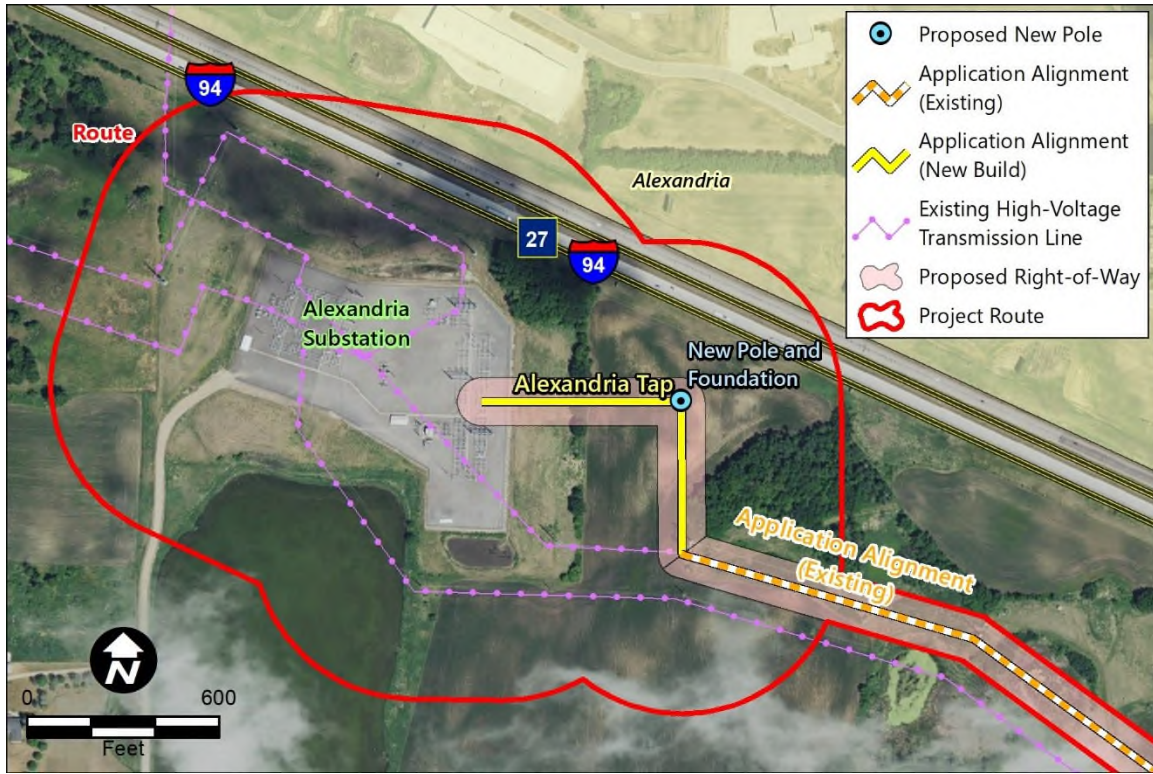 94
Route
Alexandria
27
94
Alexandria
Substation
New Pole and
Foundation
Alexandria Tap
Application Alignment
(Existing)
N
0 600
Feet
Proposed New Pole
Application Alignment
(Existing)
Application Alignment
(New Build)
Existing High-Voltage
Transmission Line
Proposed Right-of-Way
Project Route